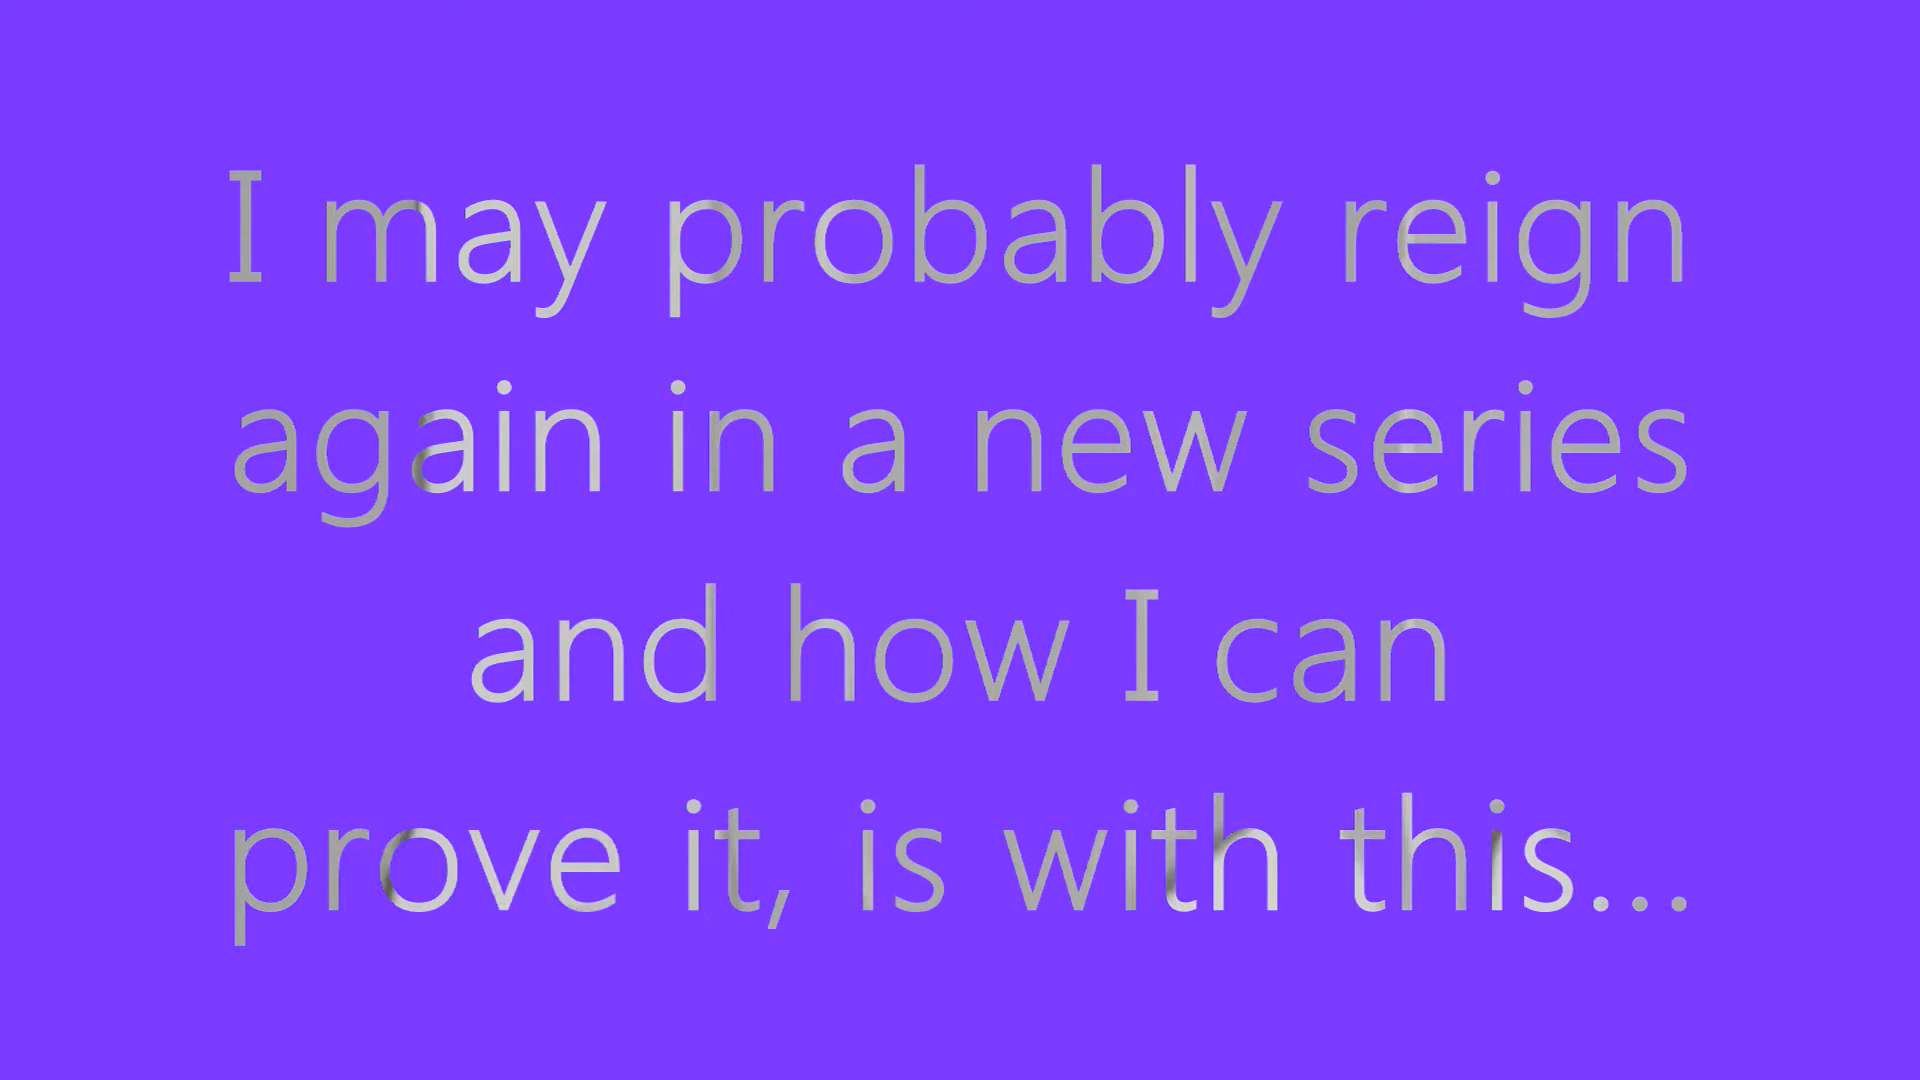 I may probably reign
again in a new series
and how I can
prove it, is with this...